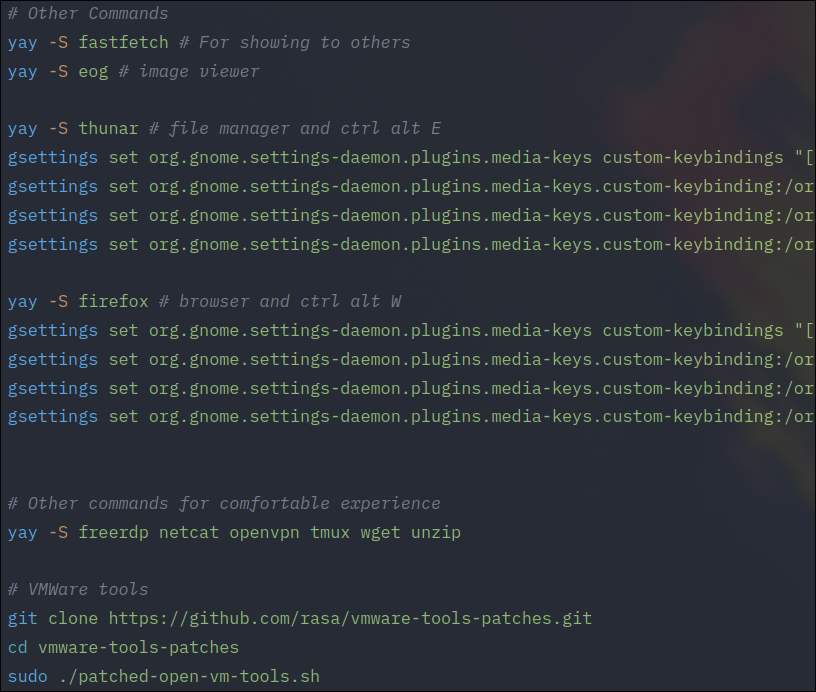 # Other Commands
yay -S fastfetch # For showing to others
yay -S eog # image viewer
yay -S thunar # file manager and ctrl alt E
gsettings set org.gnome.settings-daemon.plugins.media-keys custom-keybindings "[
gsettings set org.gnome.settings-daemon.plugins.media-keys.custom-keybinding:/or
gsettings set org.gnome.settings-daemon.plugins.media-keys.custom-keybinding:/or
gsettings set org.gnome.settings-daemon.plugins.media-keys.custom-keybinding:/or
yay -S firefox # browser and ctrl alt W
gsettings set org.gnome.settings-daemon.plugins.media-keys custom-keybindings "[
gsettings set org.gnome.settings-daemon.plugins.media-keys.custom-keybinding:/or
gsettings set org.gnome.settings-daemon.plugins.media-keys.custom-keybinding:/or
gsettings set org.gnome.settings-daemon.plugins.media-keys.custom-keybinding:/or
# Other commands for comfortable experience
yay -S freerdp netcat openvpn tmux wget unzip
# VMWare tools
git clone https://github.com/rasa/vmware-tools-patches.git
cd vmware-tools-patches
sudo ./patched-open-vm-tools.sh